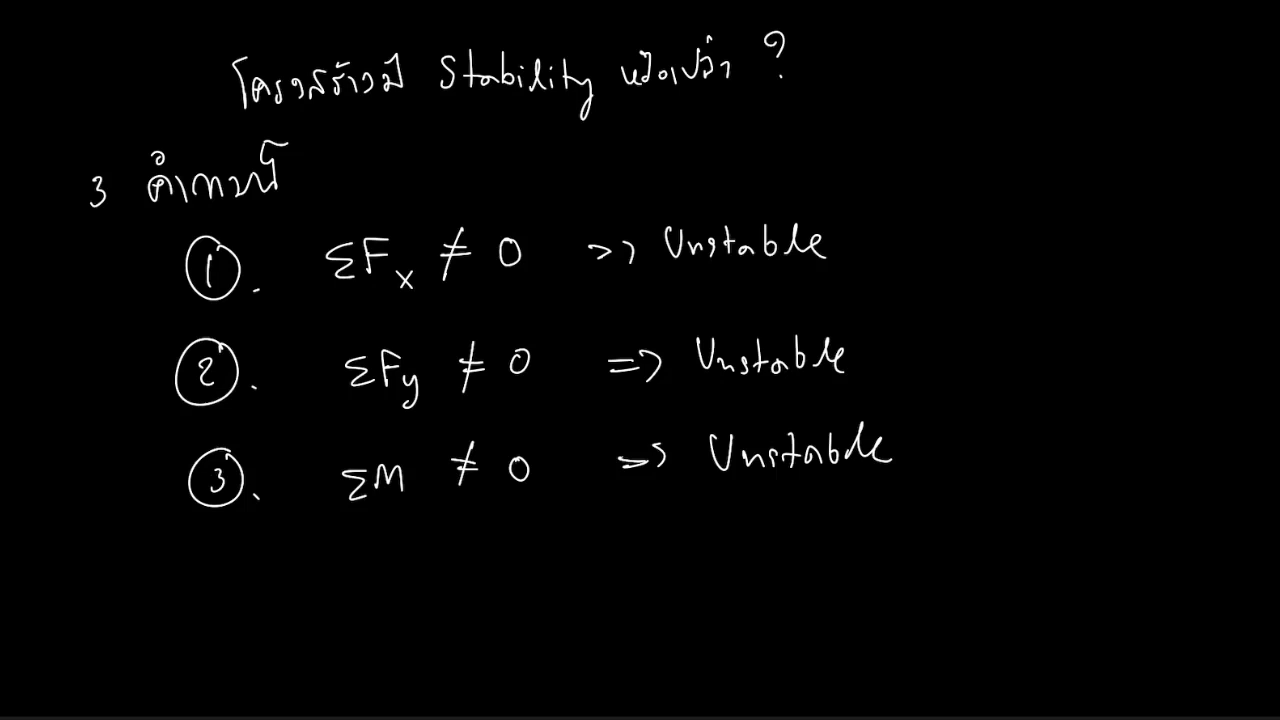 โครงสร้างมี Stability หรือเปล่า ?
3 คำถามนี้
①. ΣFx ≠ 0 => Unstable
②. ΣFy ≠ 0 => Unstable
③. ΣM ≠ 0 => Unstable